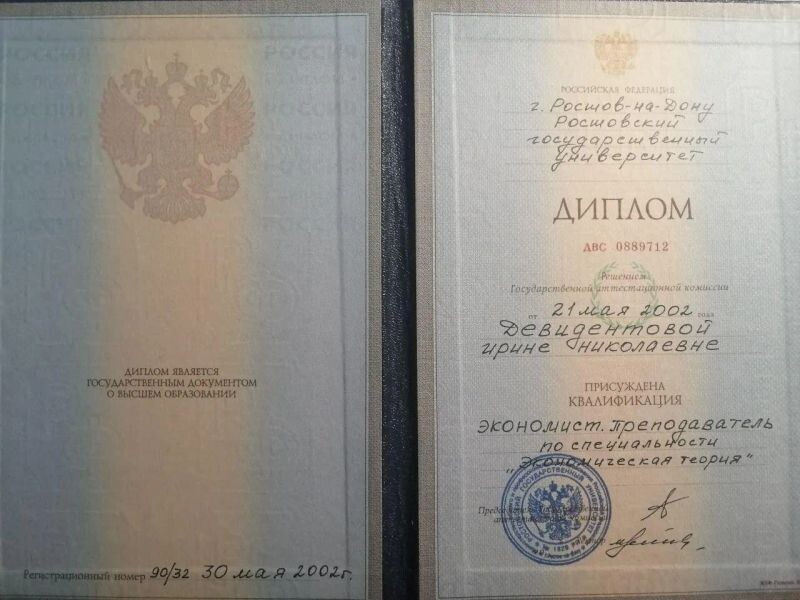 ДИПЛОМ ЯВЛЯЕТСЯ
ГОСУДАРСТВЕННЫМ ДОКУМЕНТОМ
О ВЫСШЕМ ОБРАЗОВАНИИ
Регистрационный номер 90/32 30 мая 2002г.
РОССИЙСКАЯ ФЕДЕРАЦИЯ
г. Ростов-на-Дону
Ростовский
государственный
университет
ДИПЛОМ
ДВС 0889712
Решением
Государственной аттестационной комиссии
от 21 мая 2002 года
Девидентовой
Ирине Николаевне
ПРИСУЖДЕНА
КВАЛИФИКАЦИЯ
Экономист. Преподаватель
по специальности
„Экономическая теория"